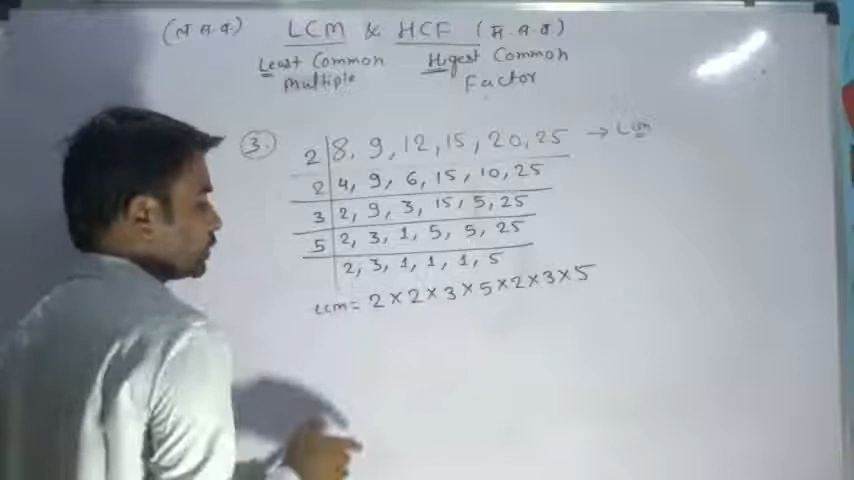 (ल.स.व.) LCM & HCF (म.स.व.)
Least Common Higest Common
Multiple Factor
3. 2 | 8, 9, 12, 15, 20, 25 → LCM
2 | 4, 9, 6, 15, 10, 25
3 | 2, 9, 3, 15, 5, 25
5 | 2, 3, 1, 5, 5, 25
2, 3, 1, 1, 1, 5
LCM = 2×2×3×5×2×3×5